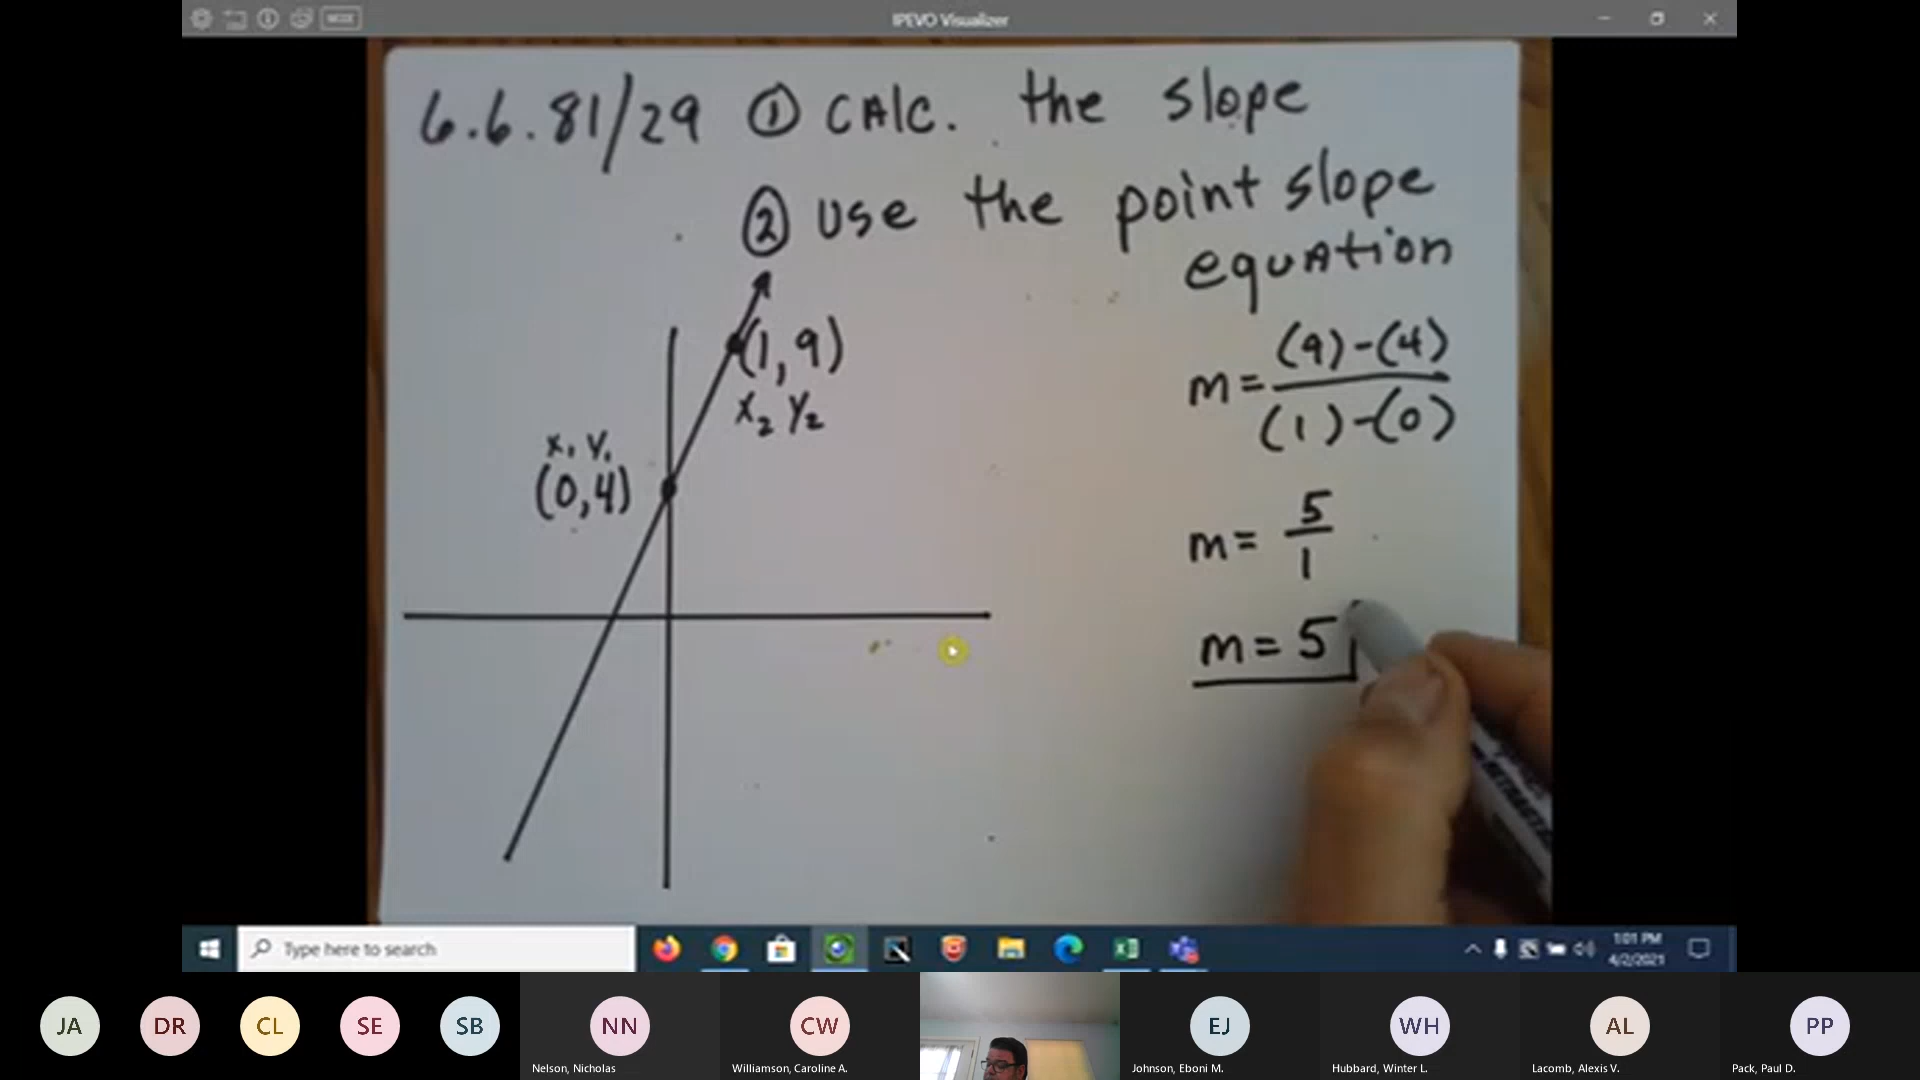 IPEVO Visualizer
6.6.81/29 ① CALC. the slope
② Use the point slope
equation
(1,9)
x₂ y₂
x₁ y₁
(0,4)
m = (9)-(4)
(1)-(0)
m = 5
1
m = 5
Type here to search
1:01 PM
4/2/2021
JA DR CL SE SB NN CW EJ WH AL PP
Nelson, Nicholas Williamson, Caroline A. Johnson, Eboni M. Hubbard, Winter L. Lacomb, Alexis V. Pack, Paul D.